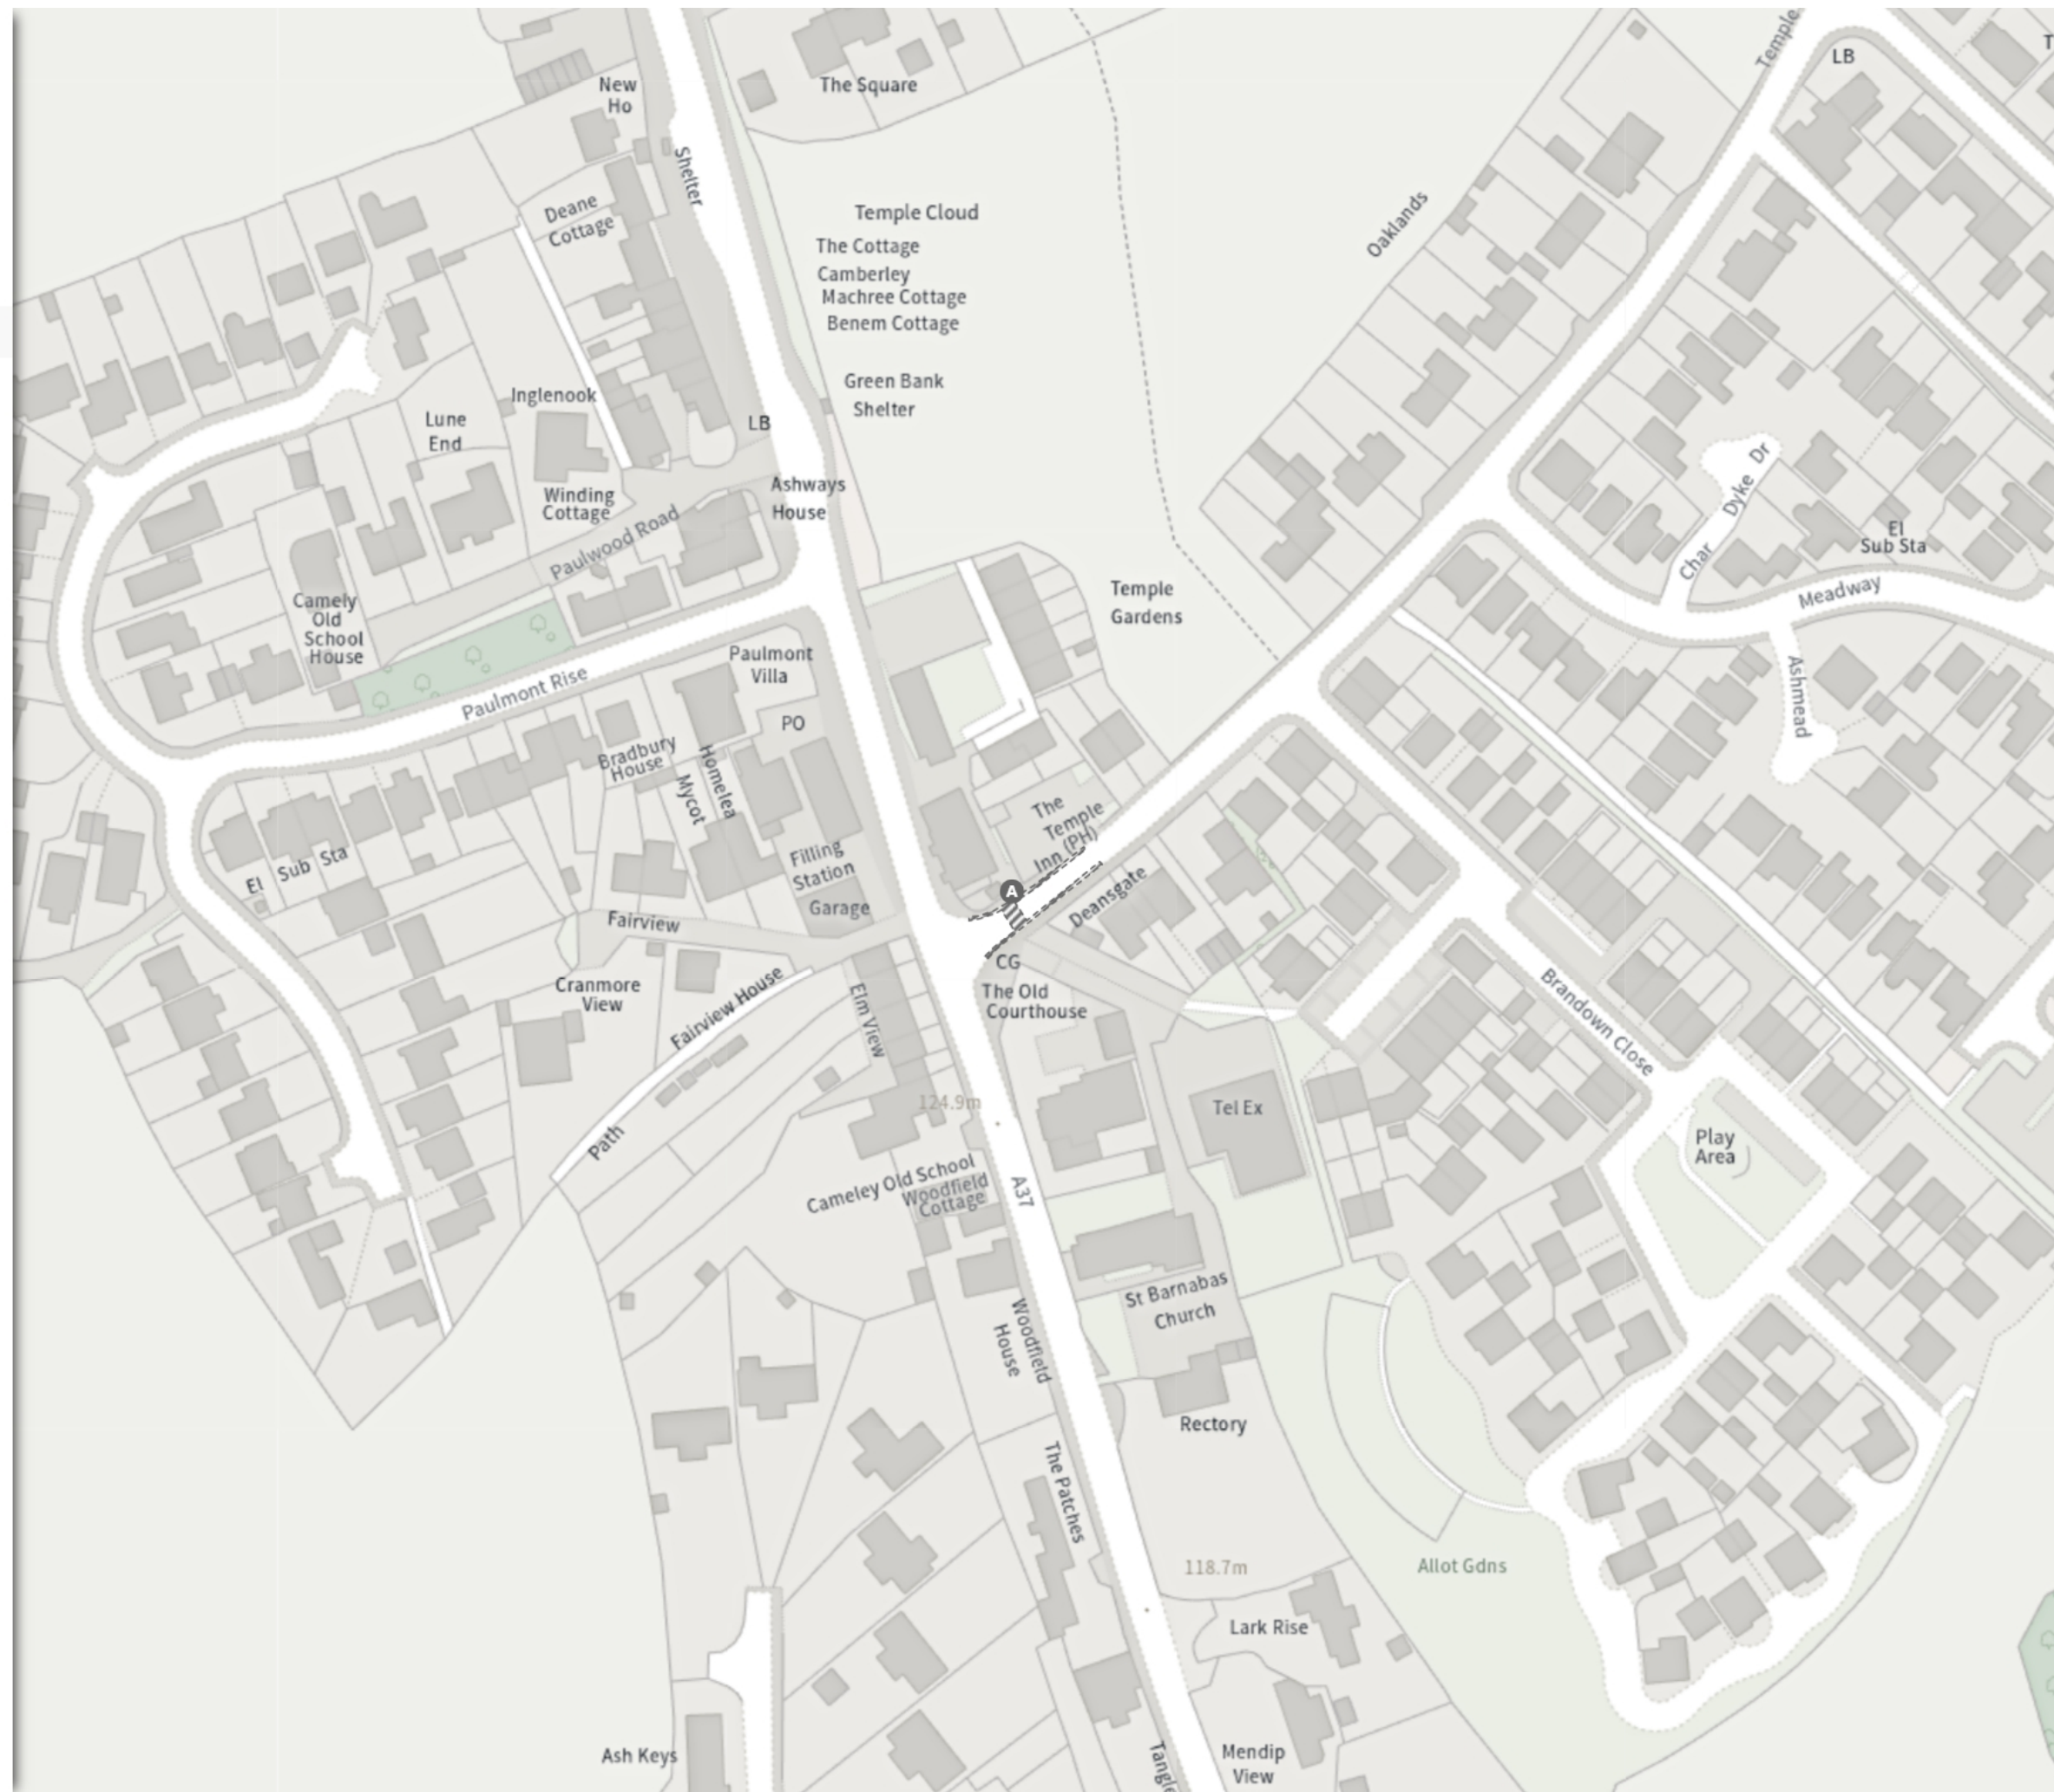 Temple
LB
T
New
Ho
The Square
Shelter
Deane
Cottage
Temple Cloud
The Cottage
Camberley
Machree Cottage
Benem Cottage
Oaklands
Green Bank
Shelter
Inglenook
Lune
End
LB
Ashways
House
Winding
Cottage
Paulwood Road
Char Dyke Dr
El
Sub Sta
Meadway
Temple
Gardens
Camely
Old
School
House
Paulmont
Villa
Paulmont Rise
Ashmead
PO
Bradbury
House
Homelea
Mycot
The
Temple
Inn (PH)
Filling
Station
El Sub Sta
A
Deansgate
Garage
Fairview
CG
Cranmore
View
Fairview House
Elm View
The Old
Courthouse
Brandown Close
124.9m
Tel Ex
Path
Play
Area
Cameley Old School
Woodfield
Cottage
A37
St Barnabas
Church
Woodfield
House
Rectory
The Patches
118.7m
Allot Gdns
Lark Rise
Ash Keys
Tangle
Mendip
View